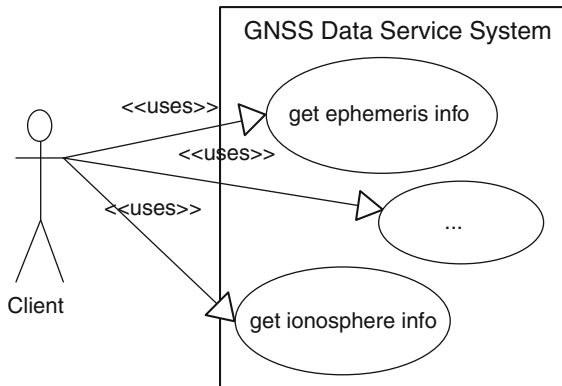 GNSS Data Service System
<<uses>>
get ephemeris info
<<uses>>
<<uses>>
...
Client
get ionosphere info